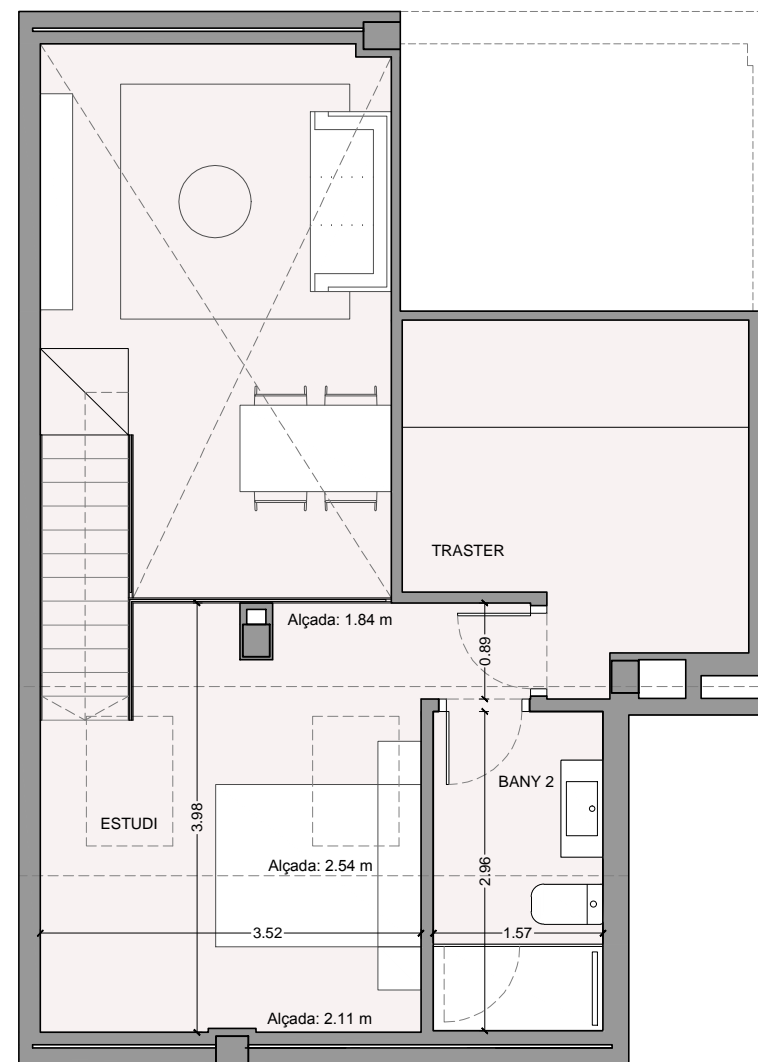 TRASTER
Alçada: 1.84 m
0.89
BANY 2
ESTUDI
3.98
Alçada: 2.54 m
2.96
3.52
1.57
Alçada: 2.11 m